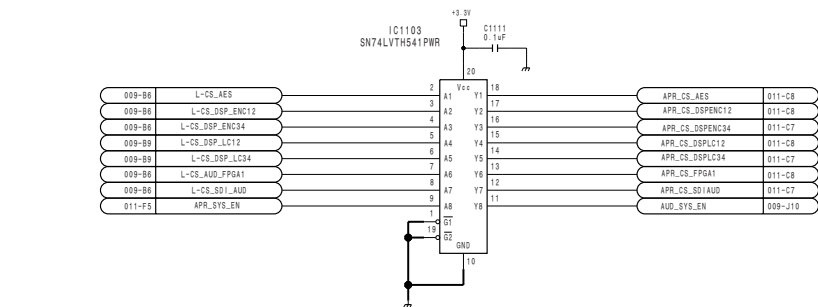 +3.3V
IC1103
SN74LVTH541PWR
C1111
0.1uF
20
Vcc
009-B6 L-CS_AES 2 A1 Y1 18 APR_CS_AES 011-C8
009-B6 L-CS_DSP_ENC12 3 A2 Y2 17 APR_CS_DSPENC12 011-C8
009-B6 L-CS_DSP_ENC34 4 A3 Y3 16 APR_CS_DSPENC34 011-C7
009-B9 L-CS_DSP_LC12 5 A4 Y4 15 APR_CS_DSPLC12 011-C8
009-B9 L-CS_DSP_LC34 6 A5 Y5 14 APR_CS_DSPLC34 011-C7
009-B6 L-CS_AUD_FPGA1 7 A6 Y6 13 APR_CS_FPGA1 011-C8
009-B6 L-CS_SDI_AUD 8 A7 Y7 12 APR_CS_SDIAUD 011-C7
011-F5 APR_SYS_EN 9 A8 Y8 11 AUD_SYS_EN 009-J10
1 G1
19 G2
GND
10